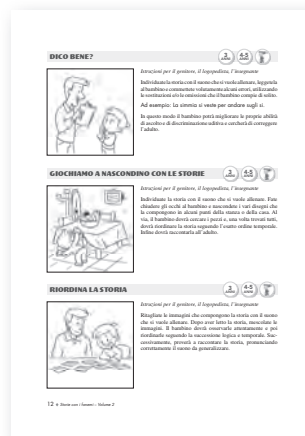 DICO BENE?
3 ANNI
4-5 ANNI
Istruzioni per il genitore, il logopedista, l'insegnante
Individuate la storia con il suono che si vuole allenare, leggendola
al bambino e commettete volutamente alcuni errori, utilizzando
le sostituzioni e/o le omissioni che il bambino compie di solito.
Ad esempio: La simmia si veste per andare sugli si.
In questo modo il bambino potrà migliorare le proprie abilità
di ascolto e di discriminazione uditiva e cercherà di correggere
l'adulto.
GIOCHIAMO A NASCONDINO CON LE STORIE
3 ANNI
4-5 ANNI
Istruzioni per il genitore, il logopedista, l'insegnante
Individuate la storia con il suono che si vuole allenare. Fate
chiudere gli occhi al bambino e nascondete i vari disegni che
la compongono in alcuni punti della stanza o della casa. Al
via, il bambino dovrà cercare i pezzi e, una volta trovati tutti,
dovrà riordinare la storia seguendo l'esatto ordine temporale.
Infine dovrà raccontarla all'adulto.
RIORDINA LA STORIA
3 ANNI
4-5 ANNI
Istruzioni per il genitore, il logopedista, l'insegnante
Ritagliate le immagini che compongono la storia con il suono
che si vuole allenare. Dopo aver letto la storia, mescolate le
immagini. Il bambino dovrà osservarle attentamente e poi
riordinarle seguendo la successione logica e temporale. Suc-
cessivamente, proverà a raccontare la storia, pronunciando
correttamente il suono da generalizzare.
12
Storie con i fonemi – Volume 2